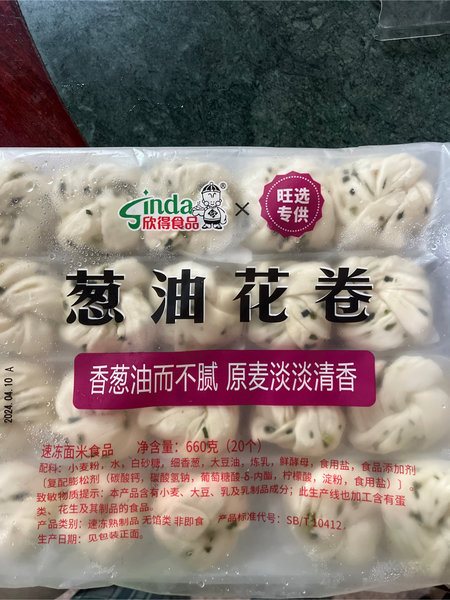 Sinda
欣得食品
×
旺选
专供
葱油花卷
香葱油而不腻 原麦淡淡清香
2024.04.10 A
速冻面米食品 净含量：660克（20个）
配料：小麦粉，水，白砂糖，细香葱，大豆油，炼乳，鲜酵母，食用盐，食品添加剂
〔复配膨松剂（碳酸钙，碳酸氢钠，葡萄糖酸-δ-内酯，柠檬酸，淀粉，食用盐）〕。
致敏物质提示：本产品含有小麦、大豆、乳及乳制品成分；此生产线也加工含有蛋
类、花生及其制品的食品。
产品类别：速冻熟制品 无馅类 非即食 产品标准代号：SB/T 10412.
生产日期：见包装正面。